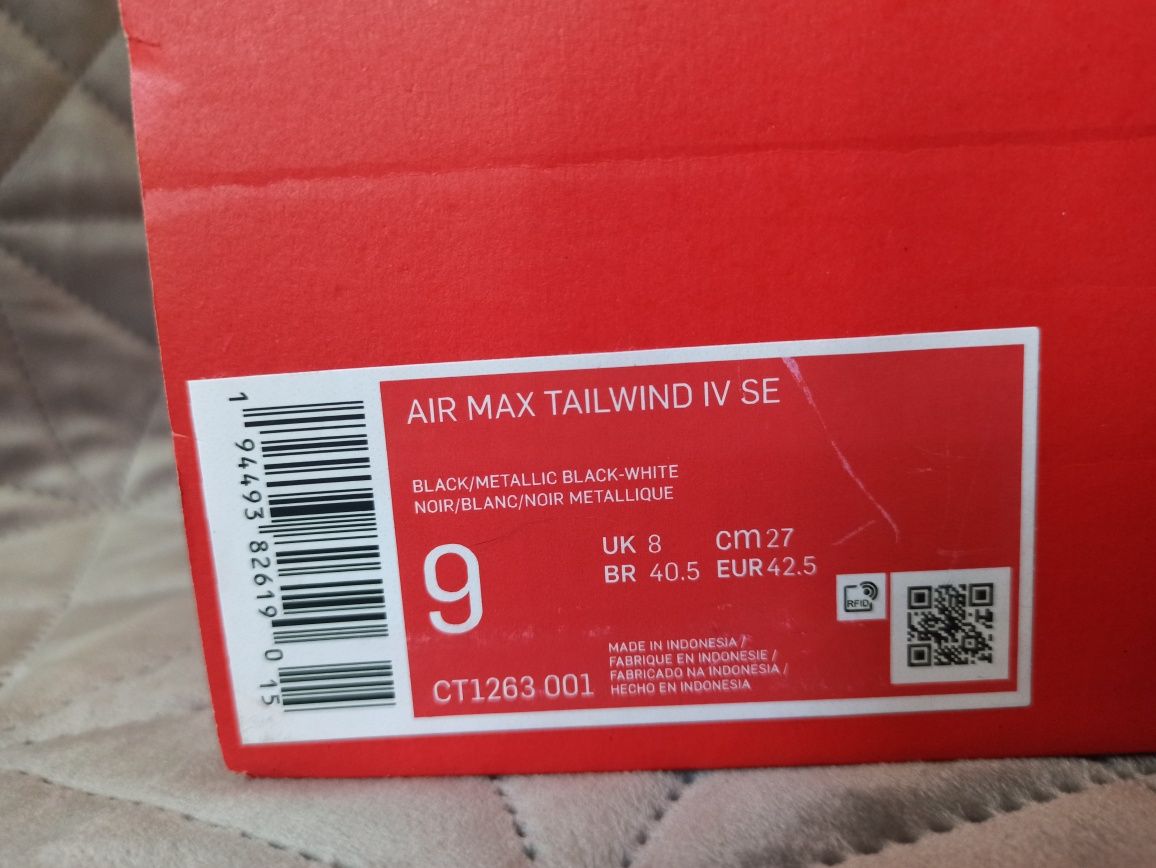 AIR MAX TAILWIND IV SE
BLACK/METALLIC BLACK-WHITE
NOIR/BLANC/NOIR METALLIQUE
9
UK 8 cm 27
BR 40.5 EUR 42.5
RFID
MADE IN INDONESIA /
FABRIQUE EN INDONESIE /
FABRICADO NA INDONESIA /
HECHO EN INDONESIA
CT1263 001
1 94493 82619 0 15